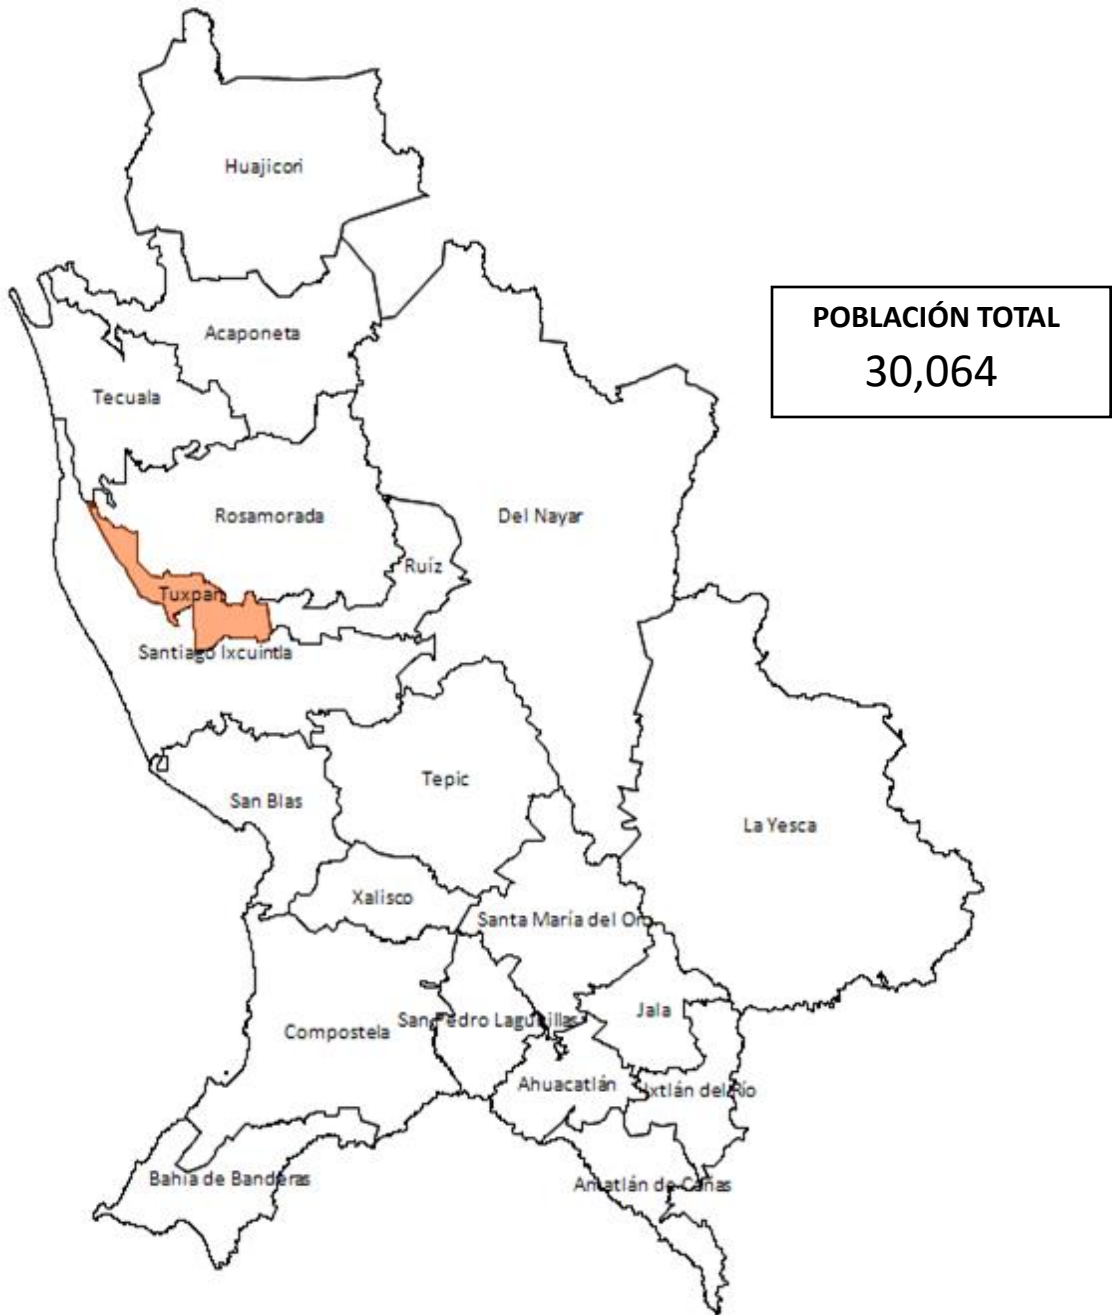 Huajicori
POBLACIÓN TOTAL
30,064
Acaponeta
Tecuala
Rosamorada
Del Nayar
Ruíz
Tuxpan
Santiago Ixcuintla
Tepic
San Blas
La Yesca
Xalisco
Santa María del Oro
Jala
San Pedro Lagunillas
Compostela
Ahuacatlán
Ixtlán del Río
Bahía de Banderas
Amatlán de Cañas